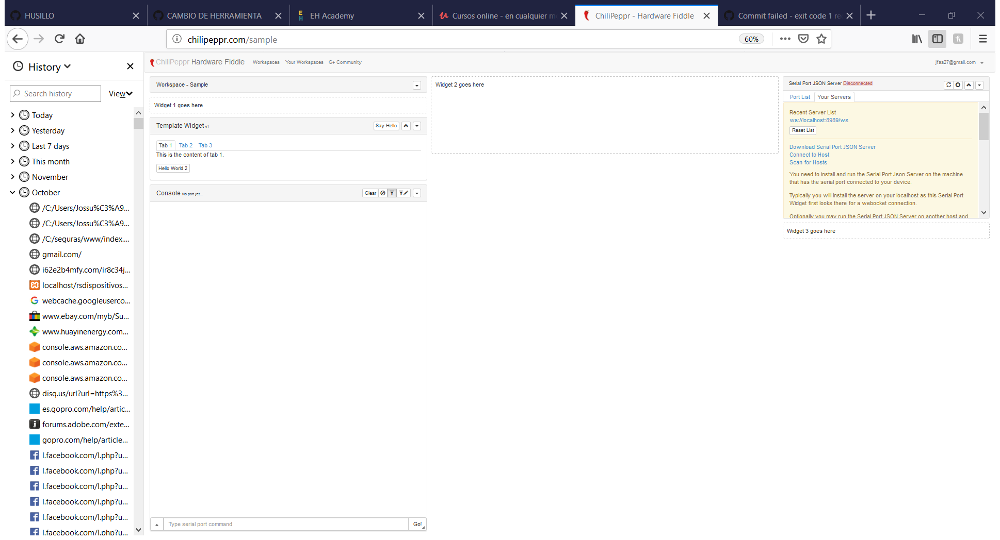 HUSILLO
CAMBIO DE HERRAMIENTA
EH Academy
Cursos online - en cualquier m
ChiliPeppr - Hardware Fiddle
Commit failed - exit code 1 re
chilipeppr.com/sample
60%
History
Search history
View
Today
Yesterday
Last 7 days
This month
November
October
/C:/Users/Jossu%C3%A9...
/C:/Users/Jossu%C3%A9...
/C:/seguras/www/index....
gmail.com/
i62e2b4mfy.com/ir8c34j...
localhost/rsdispositivos...
webcache.googleuserco...
www.ebay.com/myb/Su...
www.huayinenergy.com...
console.aws.amazon.co...
console.aws.amazon.co...
console.aws.amazon.co...
disq.us/url?url=https%3...
es.gopro.com/help/artic...
forums.adobe.com/exte...
gopro.com/help/article...
l.facebook.com/l.php?u...
l.facebook.com/l.php?u...
l.facebook.com/l.php?u...
l.facebook.com/l.php?u...
l.facebook.com/l.php?u...
l.facebook.com/l.php?u...
ChiliPeppr Hardware Fiddle
Workspaces Your Workspaces G+ Community
jfaa27@gmail.com
Workspace - Sample
Widget 1 goes here
Template Widget v1
Say Hello
Tab 1 Tab 2 Tab 3
This is the content of tab 1.
Hello World 2
Console No port yet...
Clear
Type serial port command
Go!
Widget 2 goes here
Serial Port JSON Server Disconnected
Port List Your Servers
Recent Server List
ws://localhost:8989/ws
Reset List
Download Serial Port JSON Server
Connect to Host
Scan for Hosts
You need to install and run the Serial Port Json Server on the machine
that has the serial port connected to your device.
Typically you will install the server on your localhost as this Serial Port
Widget first looks there for a webocket connection.
Optionally you may run the Serial Port JSON Server on another host and
Widget 3 goes here